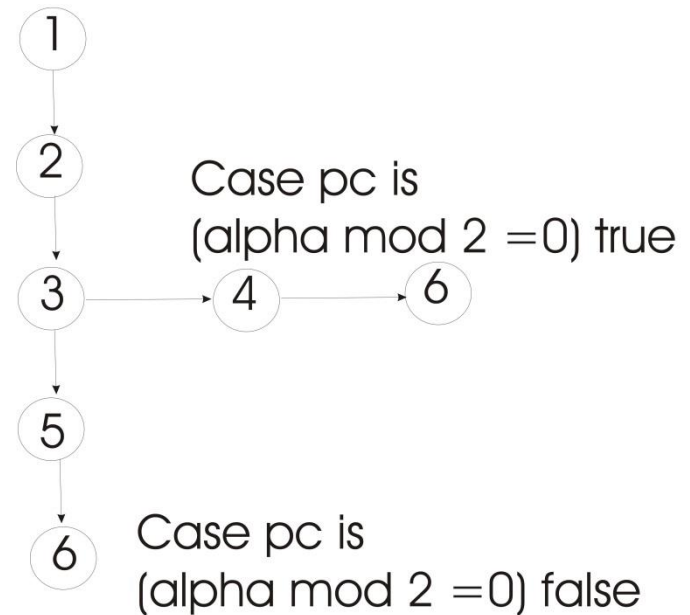 1
2
Case pc is
(alpha mod 2 =0) true
3
4
6
5
6
Case pc is
(alpha mod 2 =0) false